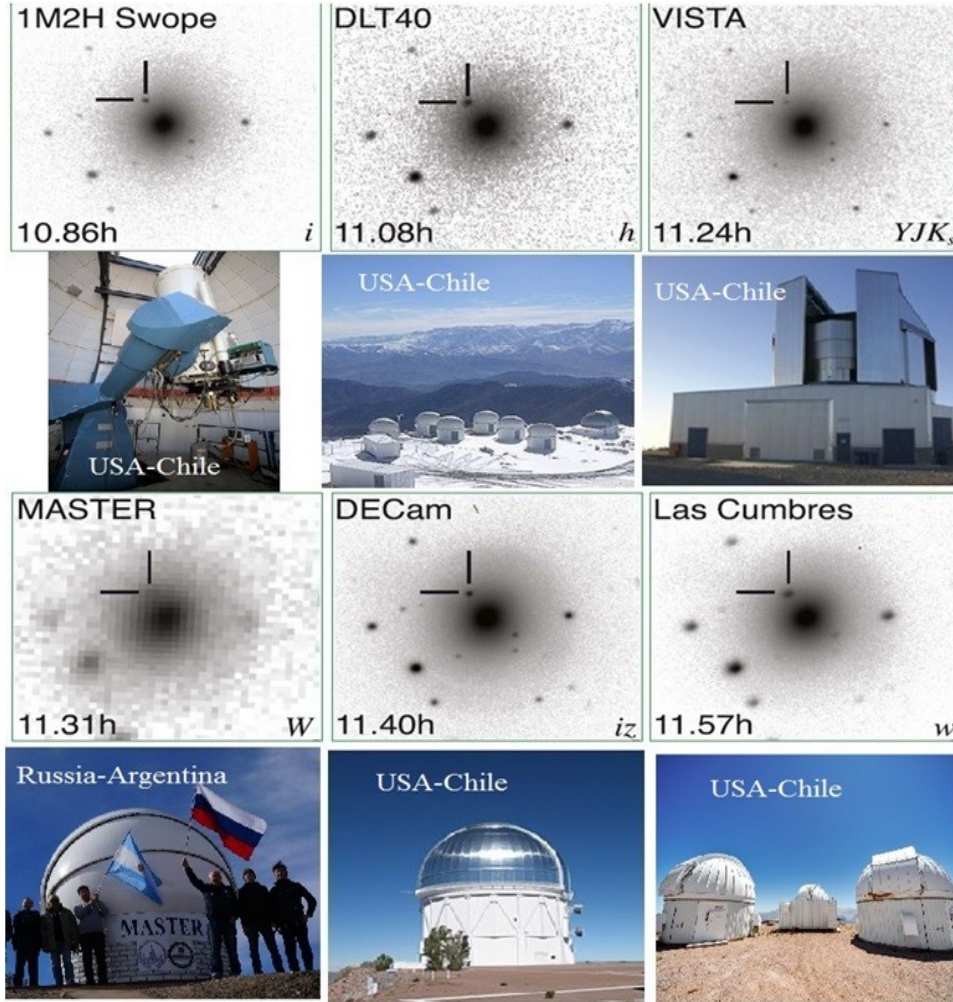 1M2H Swope
DLT40
VISTA
10.86h
i
11.08h
h
11.24h
YJKs
USA-Chile
USA-Chile
USA-Chile
MASTER
DECam
Las Cumbres
11.31h
W
11.40h
iz
11.57h
w
Russia-Argentina
USA-Chile
USA-Chile
MASTER